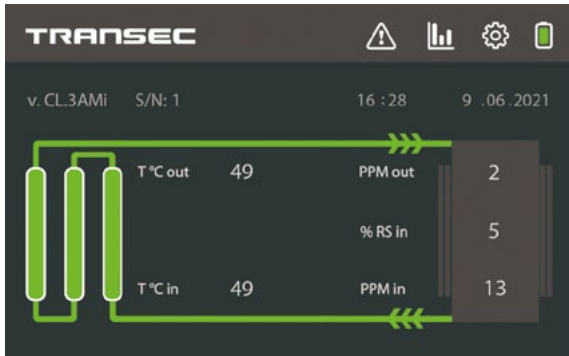 TRANSEC
v. CL.3AMi S/N: 1 16 : 28 9 .06.2021
T °C out 49 PPM out 2
% RS in 5
T °C in 49 PPM in 13